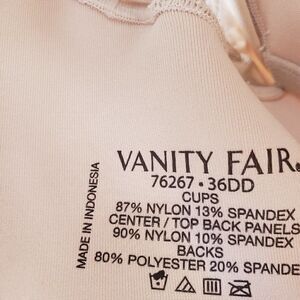 VANITY FAIR®
76267 • 36DD
CUPS
87% NYLON 13% SPANDEX
CENTER / TOP BACK PANELS
90% NYLON 10% SPANDEX
BACKS
80% POLYESTER 20% SPANDE
MADE IN INDONESIA